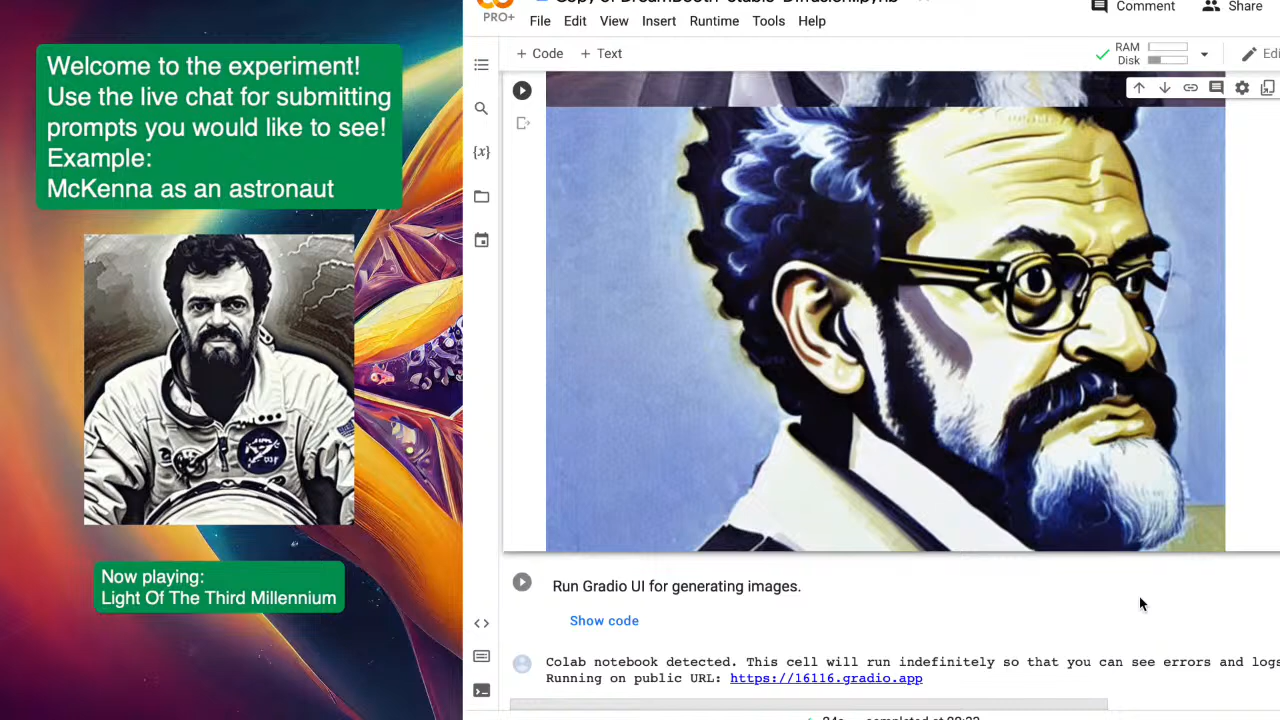 Welcome to the experiment!
Use the live chat for submitting
prompts you would like to see!
Example:
McKenna as an astronaut
Now playing:
Light Of The Third Millennium
PRO+
File Edit View Insert Runtime Tools Help
Comment Share
+ Code + Text
RAM
Disk
{x}
Run Gradio UI for generating images.
Show code
Colab notebook detected. This cell will run indefinitely so that you can see errors and logs
Running on public URL: https://16116.gradio.app